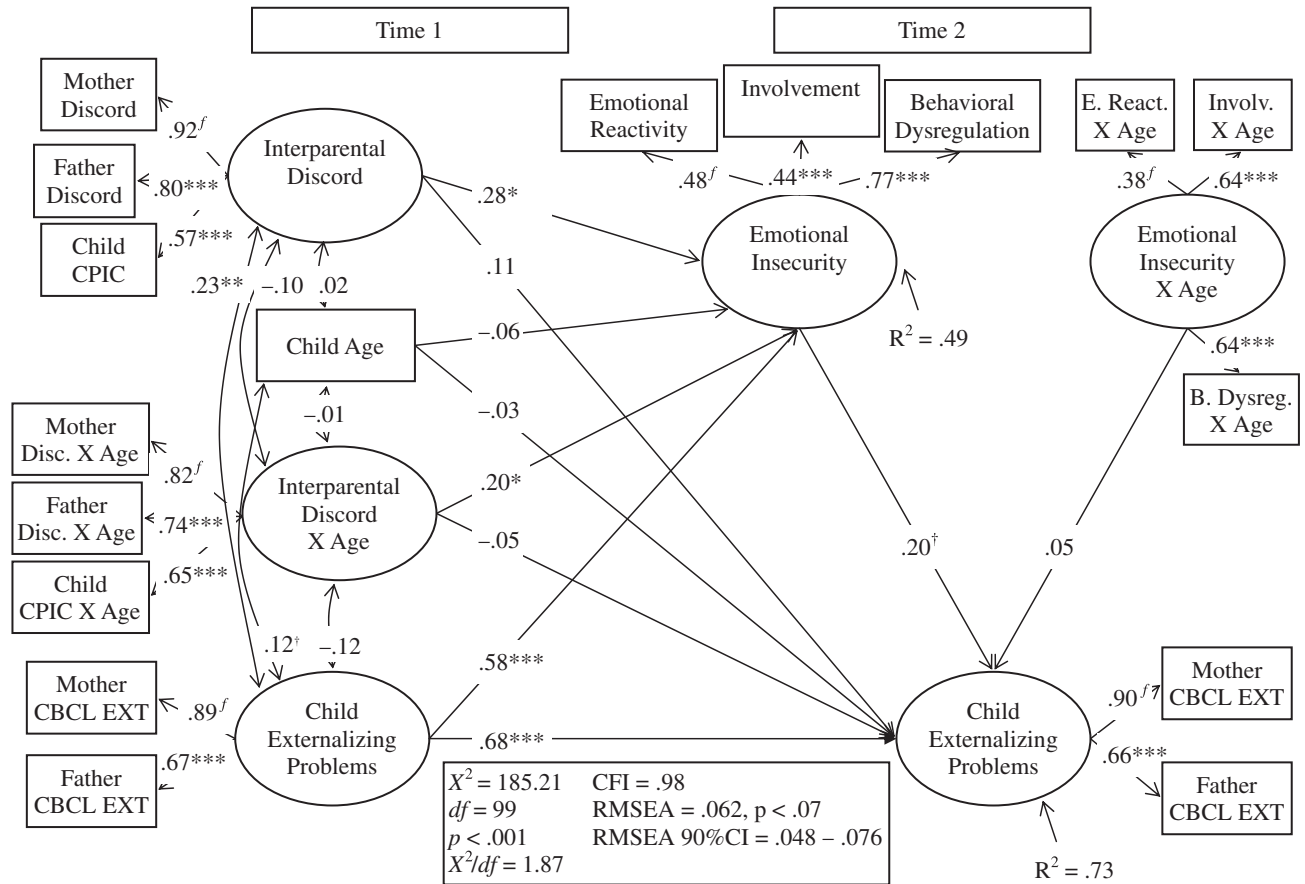 Time 1
Time 2
Mother
Discord
Father
Discord
Child
CPIC
.92f
.80***
.57***
Interparental
Discord
.23**
–.10
.02
Child Age
–.01
Mother
Disc. X Age
Father
Disc. X Age
Child
CPIC X Age
.82f
.74***
.65***
Interparental
Discord
X Age
.12†
–.12
Mother
CBCL EXT
Father
CBCL EXT
.89f
.67***
Child
Externalizing
Problems
.28*
.11
–.06
–.03
.20*
–.05
.58***
.68***
Emotional
Reactivity
Involvement
Behavioral
Dysregulation
.48f
.44***
.77***
Emotional
Insecurity
R2 = .49
E. React.
X Age
Involv.
X Age
.38f
.64***
Emotional
Insecurity
X Age
.64***
B. Dysreg.
X Age
.20†
.05
Child
Externalizing
Problems
.90f
.66***
Mother
CBCL EXT
Father
CBCL EXT
R2 = .73
X2 = 185.21 CFI = .98
df = 99 RMSEA = .062, p < .07
p < .001 RMSEA 90%CI = .048 – .076
X2/df = 1.87